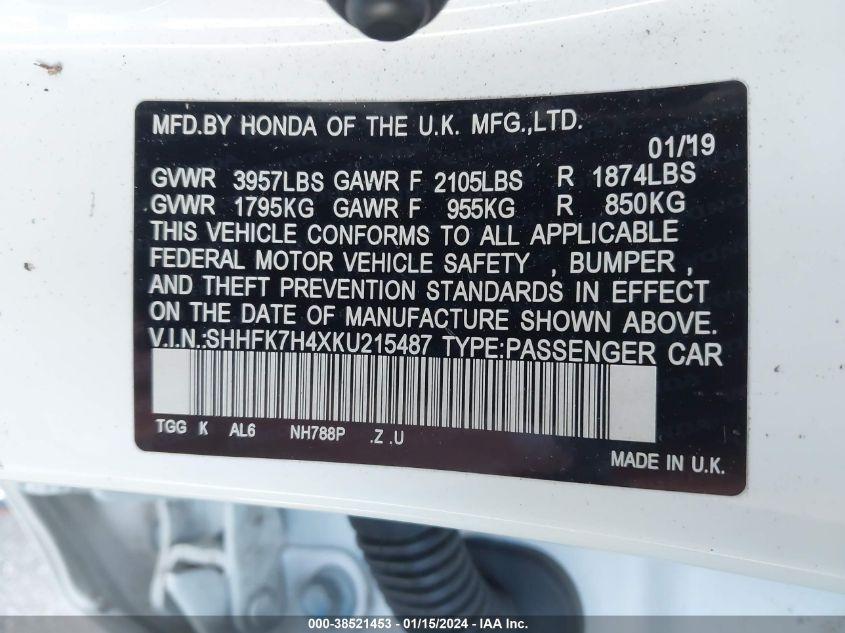 MFD.BY HONDA OF THE U.K. MFG.,LTD.
01/'19
GVWR 3957LBS GAWR F 2105LBS R 1874LBS
GVWR 1795KG GAWR F 955KG R 850KG
THIS VEHICLE CONFORMS TO ALL APPLICABLE
FEDERAL MOTOR VEHICLE SAFETY , BUMPER ,
AND THEFT PREVENTION STANDARDS IN EFFECT
ON THE DATE OF MANUFACTURE SHOWN ABOVE.
V.I.N.:SHHFK7H4XKU215487 TYPE:PASSENGER CAR
TGG K AL6 NH788P .Z .U
MADE IN U.K.
000-38521453 - 01/15/2024 - IAA Inc.